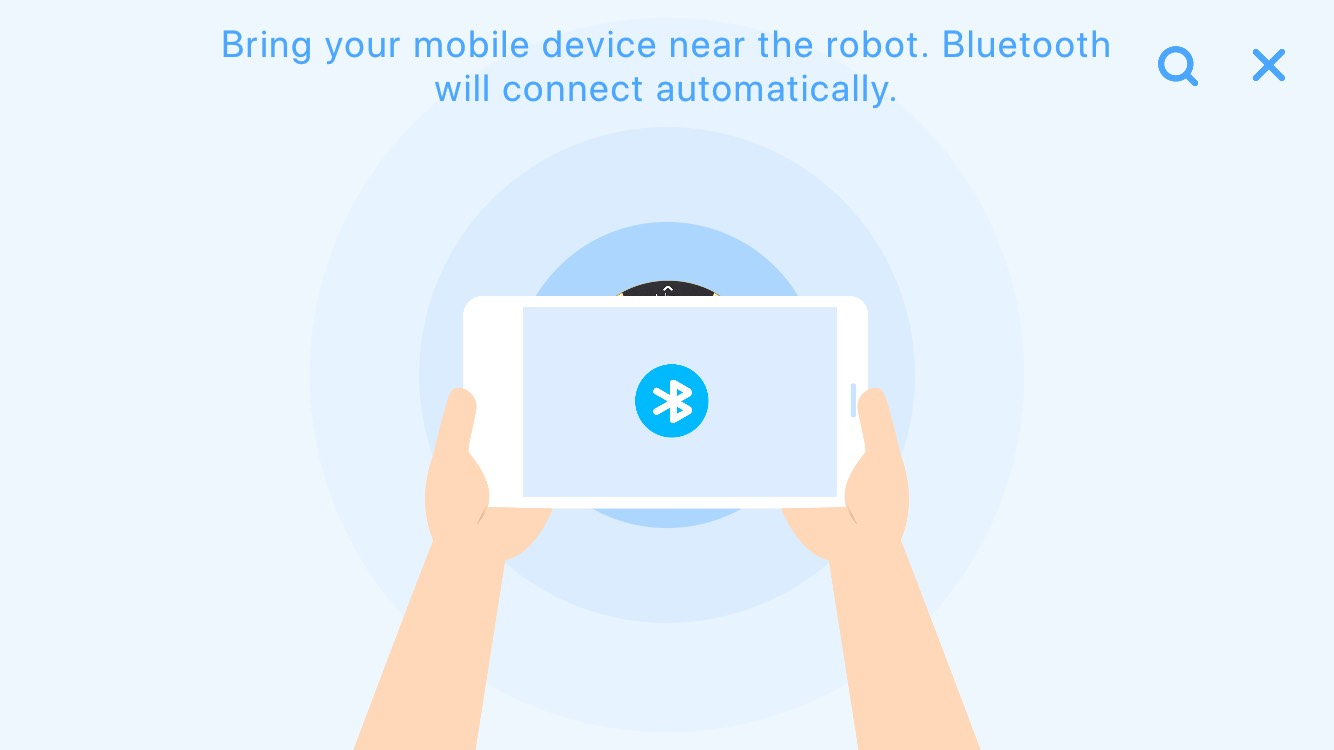 Bring your mobile device near the robot. Bluetooth
will connect automatically.